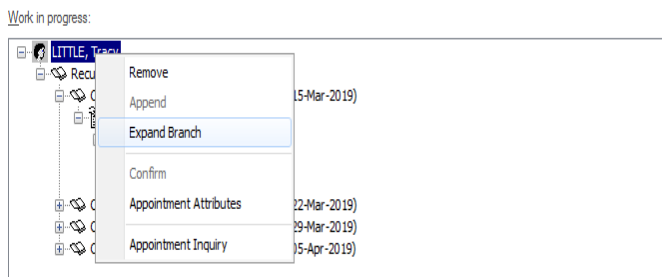 Work in progress:
LITTLE, Tracy
Recu
Remove
15-Mar-2019)
Append
Expand Branch
Confirm
Appointment Attributes
22-Mar-2019)
29-Mar-2019)
Appointment Inquiry
05-Apr-2019)